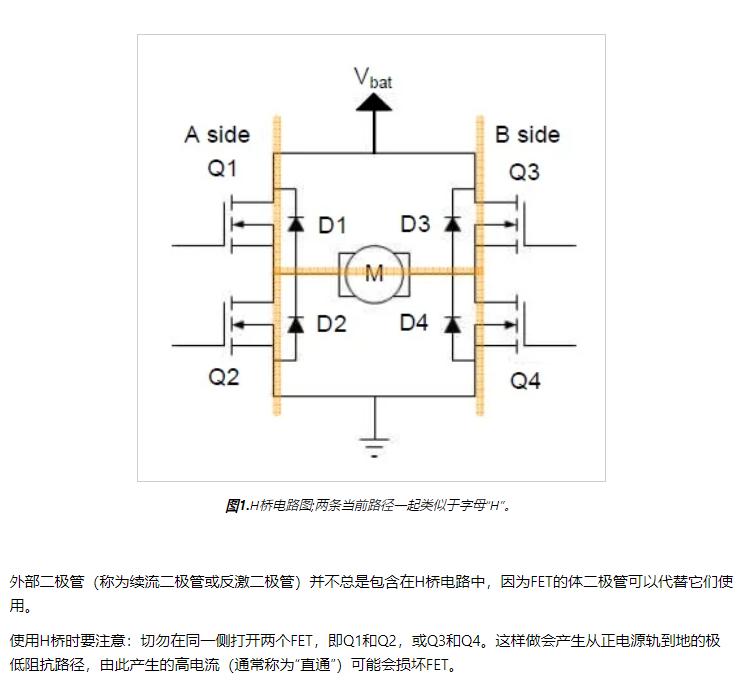 Vbat
A side
B side
Q1
Q3
D1
D3
M
D2
D4
Q2
Q4
图1.H桥电路图;两条当前路径一起类似于字母“H”。
外部二极管（称为续流二极管或反激二极管）并不总是包含在H桥电路中，因为FET的体二极管可以代替它们使
用。
使用H桥时要注意：切勿在同一侧打开两个FET，即Q1和Q2，或Q3和Q4。这样做会产生从正电源轨到地的极
低阻抗路径，由此产生的高电流（通常称为“直通”）可能会损坏FET。